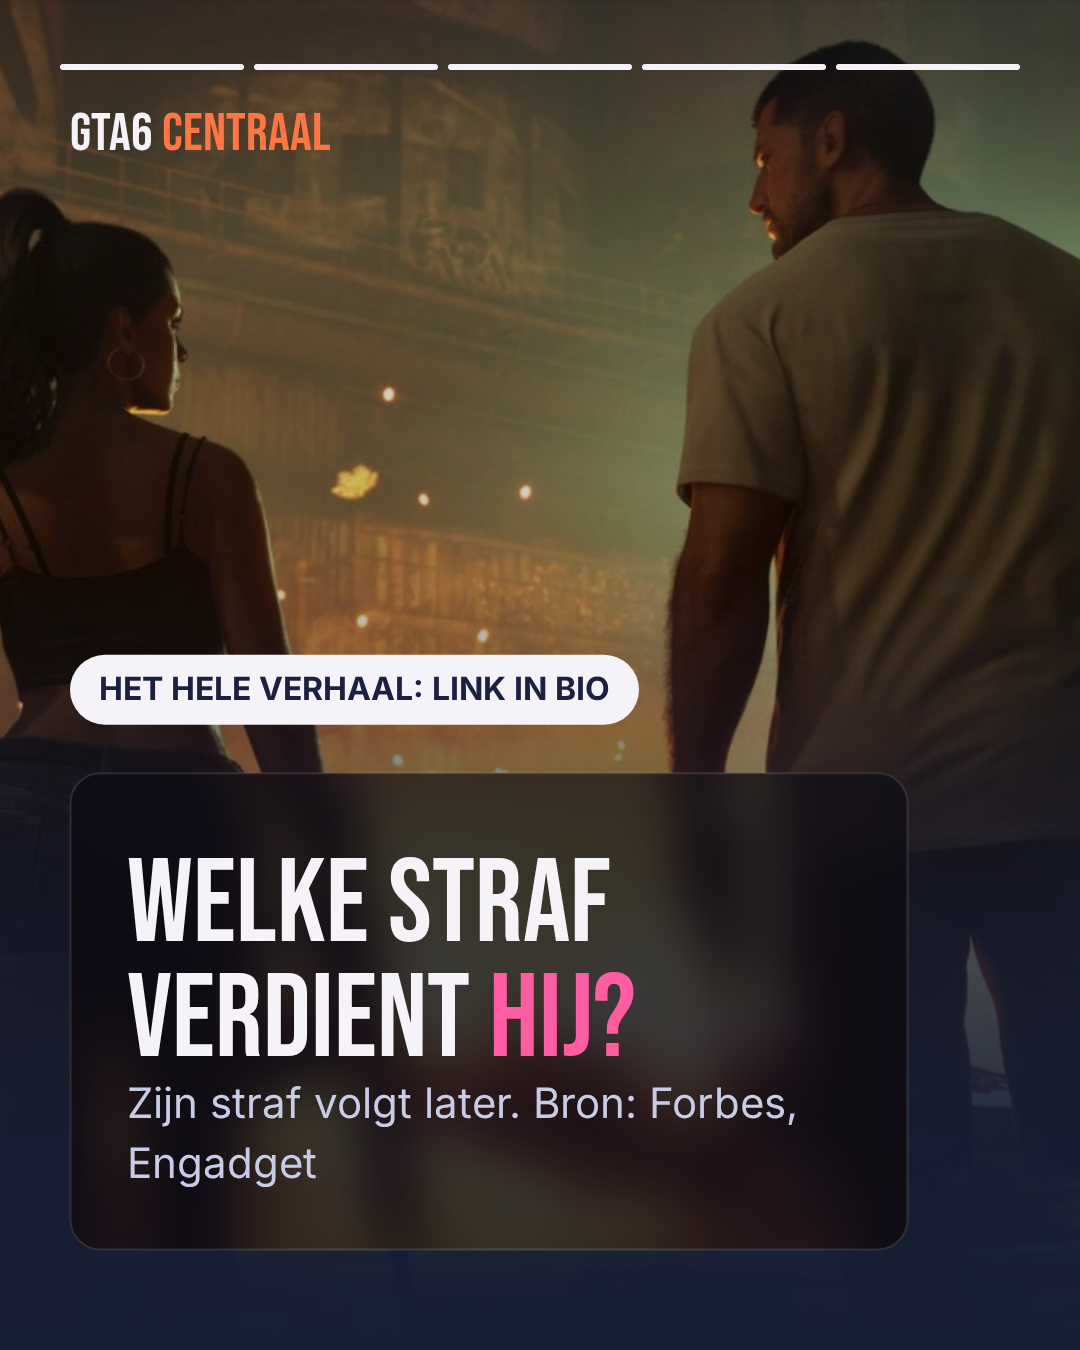 GTA6 CENTRAAL
HET HELE VERHAAL: LINK IN BIO
WELKE STRAF
VERDIENT HIJ?
Zijn straf volgt later. Bron: Forbes,
Engadget